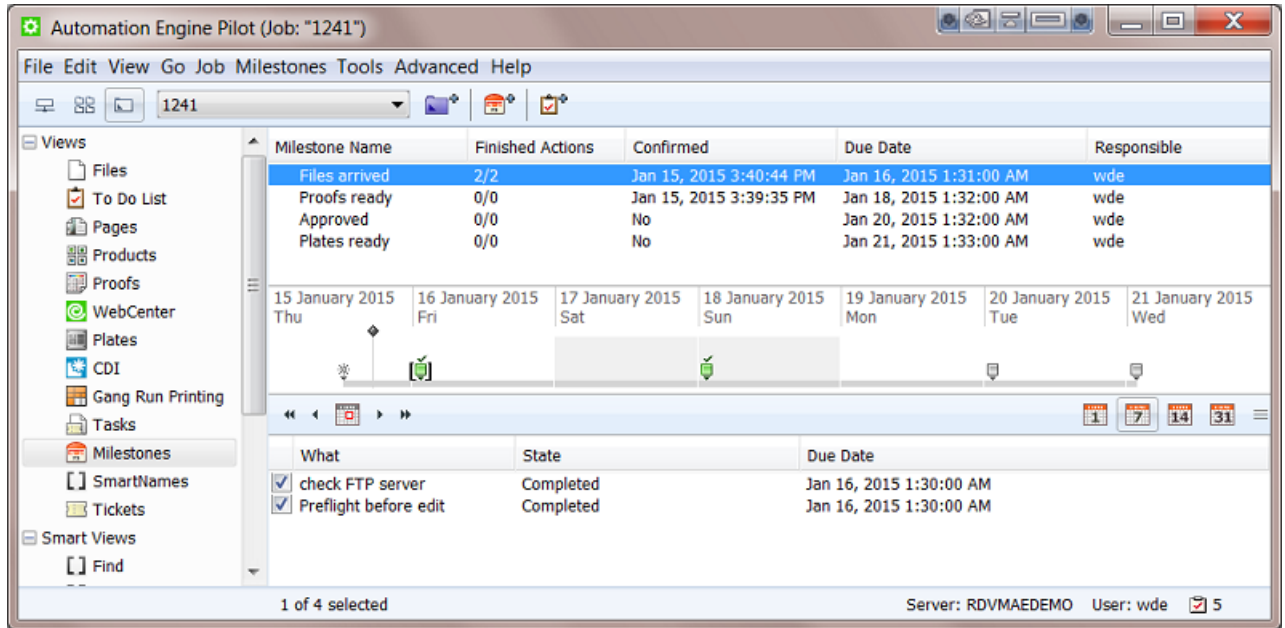 Automation Engine Pilot (Job: "1241")
File Edit View Go Job Milestones Tools Advanced Help
1241
Views
Files
To Do List
Pages
Products
Proofs
WebCenter
Plates
CDI
Gang Run Printing
Tasks
Milestones
SmartNames
Tickets
Smart Views
Find
Milestone Name Finished Actions Confirmed Due Date Responsible
Files arrived 2/2 Jan 15, 2015 3:40:44 PM Jan 16, 2015 1:31:00 AM wde
Proofs ready 0/0 Jan 15, 2015 3:39:35 PM Jan 18, 2015 1:32:00 AM wde
Approved 0/0 No Jan 20, 2015 1:32:00 AM wde
Plates ready 0/0 No Jan 21, 2015 1:33:00 AM wde
15 January 2015 16 January 2015 17 January 2015 18 January 2015 19 January 2015 20 January 2015 21 January 2015
Thu Fri Sat Sun Mon Tue Wed
1 7 14 31
What State Due Date
check FTP server Completed Jan 16, 2015 1:30:00 AM
Preflight before edit Completed Jan 16, 2015 1:30:00 AM
1 of 4 selected Server: RDVMAEDEMO User: wde 5